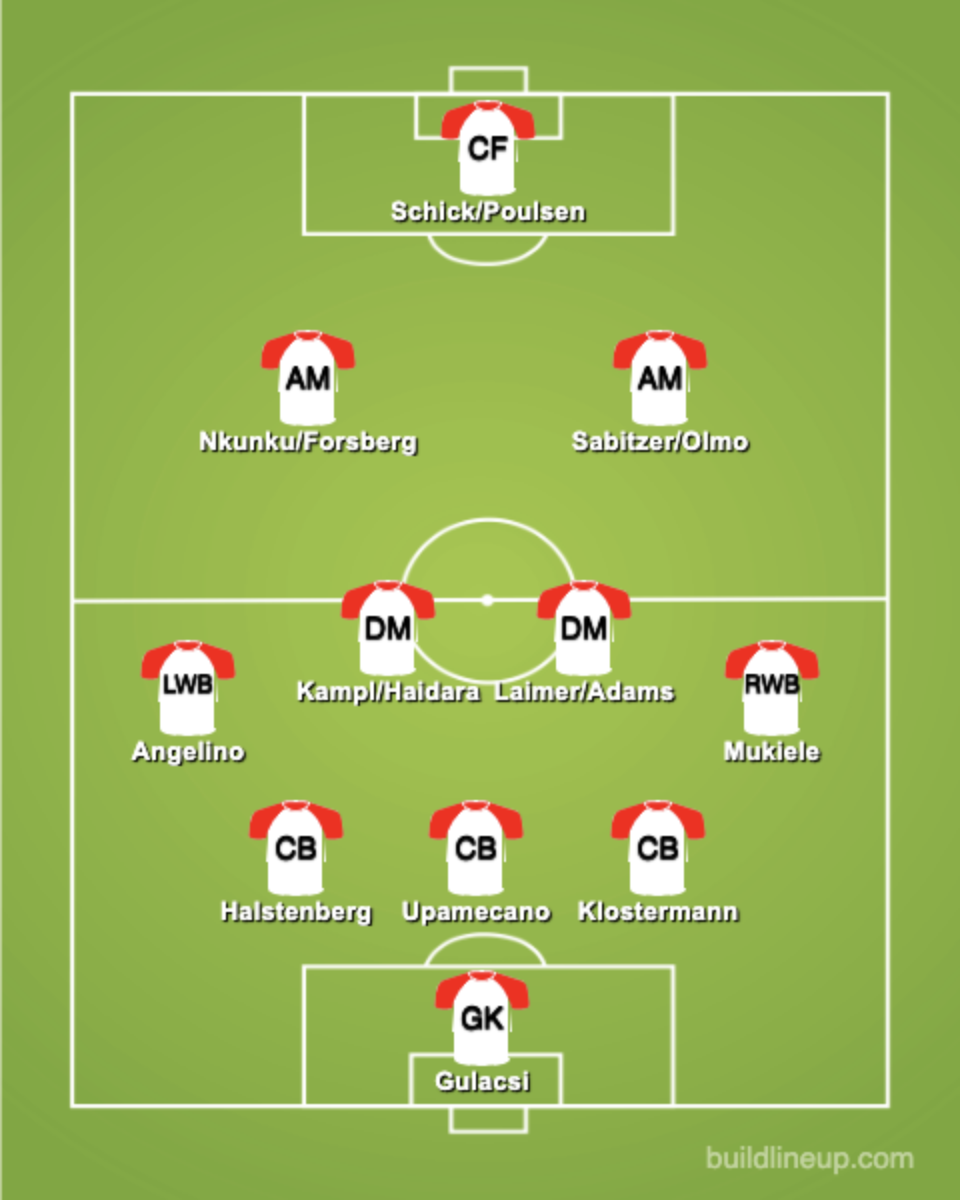 CF
Schick/Poulsen
AM
AM
Nkunku/Forsberg
Sabitzer/Olmo
DM
DM
Kampl/Haidara
Laimer/Adams
LWB
RWB
Angelino
Mukiele
CB
CB
CB
Halstenberg
Upamecano
Klostermann
GK
Gulacsi
buildlineup.com